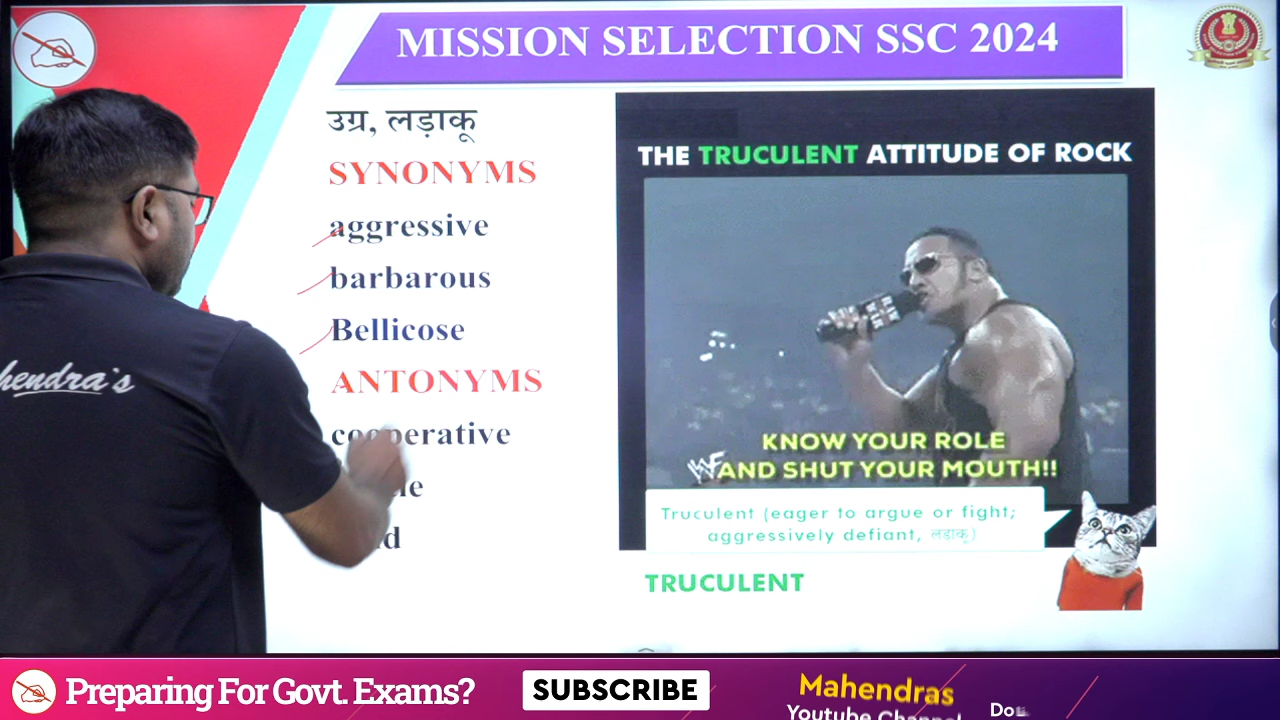 MISSION SELECTION SSC 2024
उग्र, लड़ाकू
SYNONYMS
aggressive
barbarous
Bellicose
ANTONYMS
cooperative
THE TRUCULENT ATTITUDE OF ROCK
KNOW YOUR ROLE
AND SHUT YOUR MOUTH!!
Truculent (eager to argue or fight;
aggressively defiant, लड़ाकू)
TRUCULENT
hendra's
Preparing For Govt. Exams?
SUBSCRIBE
Mahendras
Youtube Channel